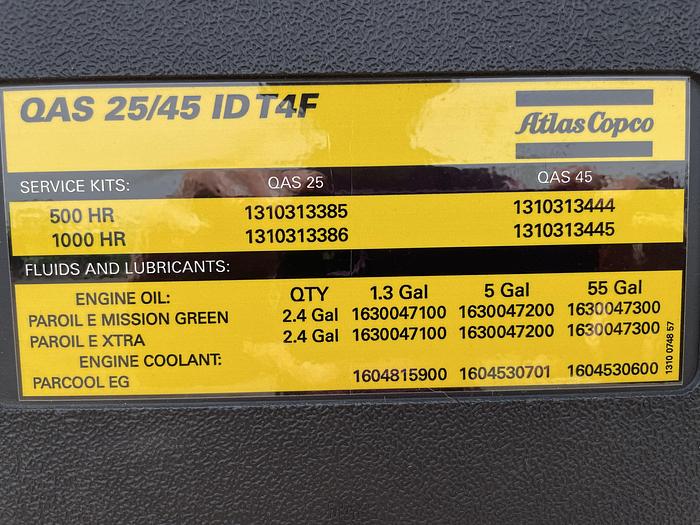 QAS 25/45 ID T4F
Atlas Copco
SERVICE KITS: QAS 25 QAS 45
500 HR 1310313385 1310313444
1000 HR 1310313386 1310313445
FLUIDS AND LUBRICANTS:
ENGINE OIL: QTY 1.3 Gal 5 Gal 55 Gal
PAROIL E MISSION GREEN 2.4 Gal 1630047100 1630047200 1630047300
PAROIL E XTRA 2.4 Gal 1630047100 1630047200 1630047300
ENGINE COOLANT:
PARCOOL EG 1604815900 1604530701 1604530600
1310 0748 57